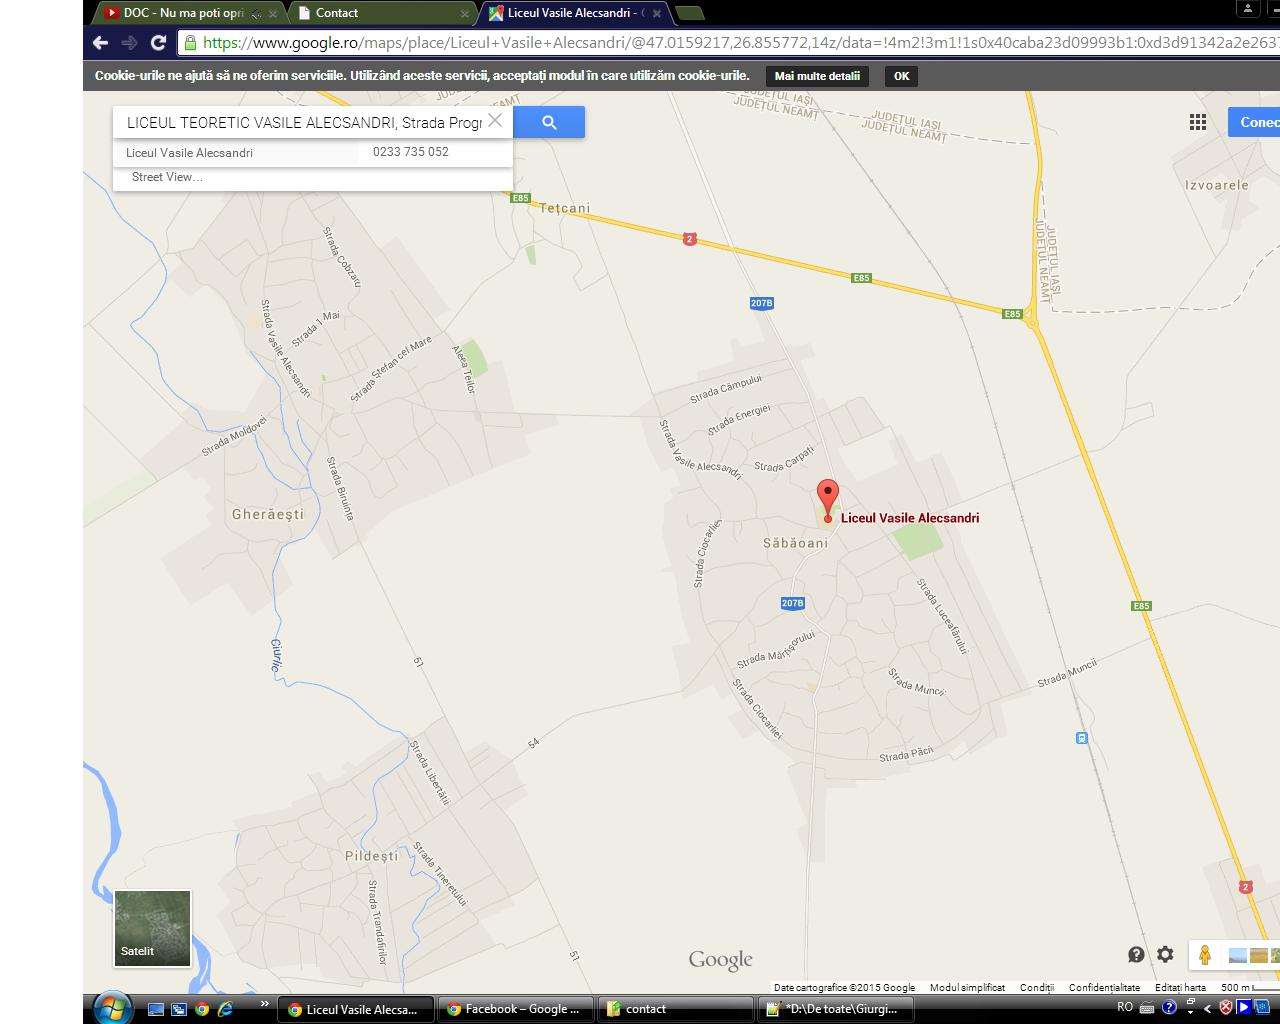 DOC - Nu ma poti opri
Contact
Liceul Vasile Alecsandri -
https://www.google.ro/maps/place/Liceul+Vasile+Alecsandri/@47.0159217,26.855772,14z/data=!4m2!3m1!1s0x40caba23d09993b1:0xd3d91342a2e263
Cookie-urile ne ajută să ne oferim serviciile. Utilizând aceste servicii, acceptați modul în care utilizăm cookie-urile.
Mai multe detalii
OK
LICEUL TEORETIC VASILE ALECSANDRI, Strada Progr
Liceul Vasile Alecsandri
0233 735 052
Street View...
Conec
JUDEȚUL IAȘI
JUDEȚUL NEAMȚ
JUDEȚUL IAȘI
JUDEȚUL NEAMȚ
Izvoarele
E85
Tețcani
2
E85
JUDEȚUL IAȘI
JUDEȚUL NEAMȚ
207B
E85
Strada Cobzaru
Strada 1 Mai
Strada Vasile Alecsandri
Strada Ștefan cel Mare
Aleea Teilor
Strada Moldovei
Strada Biruința
Gherăești
Strada Câmpului
Strada Energiei
Strada Vasile Alecsandri
Strada Carpați
Liceul Vasile Alecsandri
Săbăoani
Strada Ciocarliei
207B
E85
Strada Luceafărului
Strada Mărțișorului
Strada Muncii
Strada Muncii
Strada Ciocarliei
Strada Păcii
Ciurlic
51
54
Strada Libertății
Pildești
Strada Tineretului
Strada Trandafirilor
51
2
Satelit
Google
Date cartografice ©2015 Google
Modul simplificat
Condiții
Confidențialitate
Editați harta
500 m
»
Liceul Vasile Alecsa...
Facebook – Google ...
contact
*D:\De toate\Giurgi...
RO